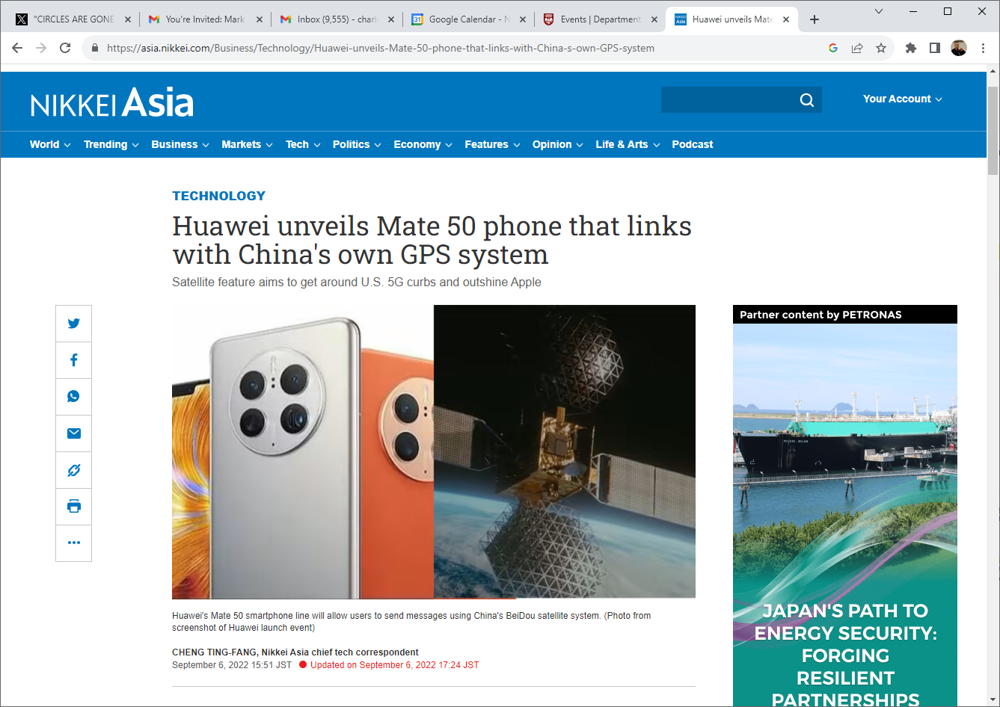 "CIRCLES ARE GONE
You're Invited: Mark
Inbox (9,555) - charl
31
Google Calendar - N
Events | Department
NIKKEI Asia
Huawei unveils Mate
https://asia.nikkei.com/Business/Technology/Huawei-unveils-Mate-50-phone-that-links-with-China-s-own-GPS-system
NIKKEI Asia
Your Account
World Trending Business Markets Tech Politics Economy Features Opinion Life & Arts Podcast
TECHNOLOGY
Huawei unveils Mate 50 phone that links
with China's own GPS system
Satellite feature aims to get around U.S. 5G curbs and outshine Apple
Partner content by PETRONAS
PUTERI NILAM
JAPAN'S PATH TO
ENERGY SECURITY:
FORGING
RESILIENT
PARTNERSHIPS
Huawei's Mate 50 smartphone line will allow users to send messages using China's BeiDou satellite system. (Photo from
screenshot of Huawei launch event)
CHENG TING-FANG, Nikkei Asia chief tech correspondent
September 6, 2022 15:51 JST Updated on September 6, 2022 17:24 JST